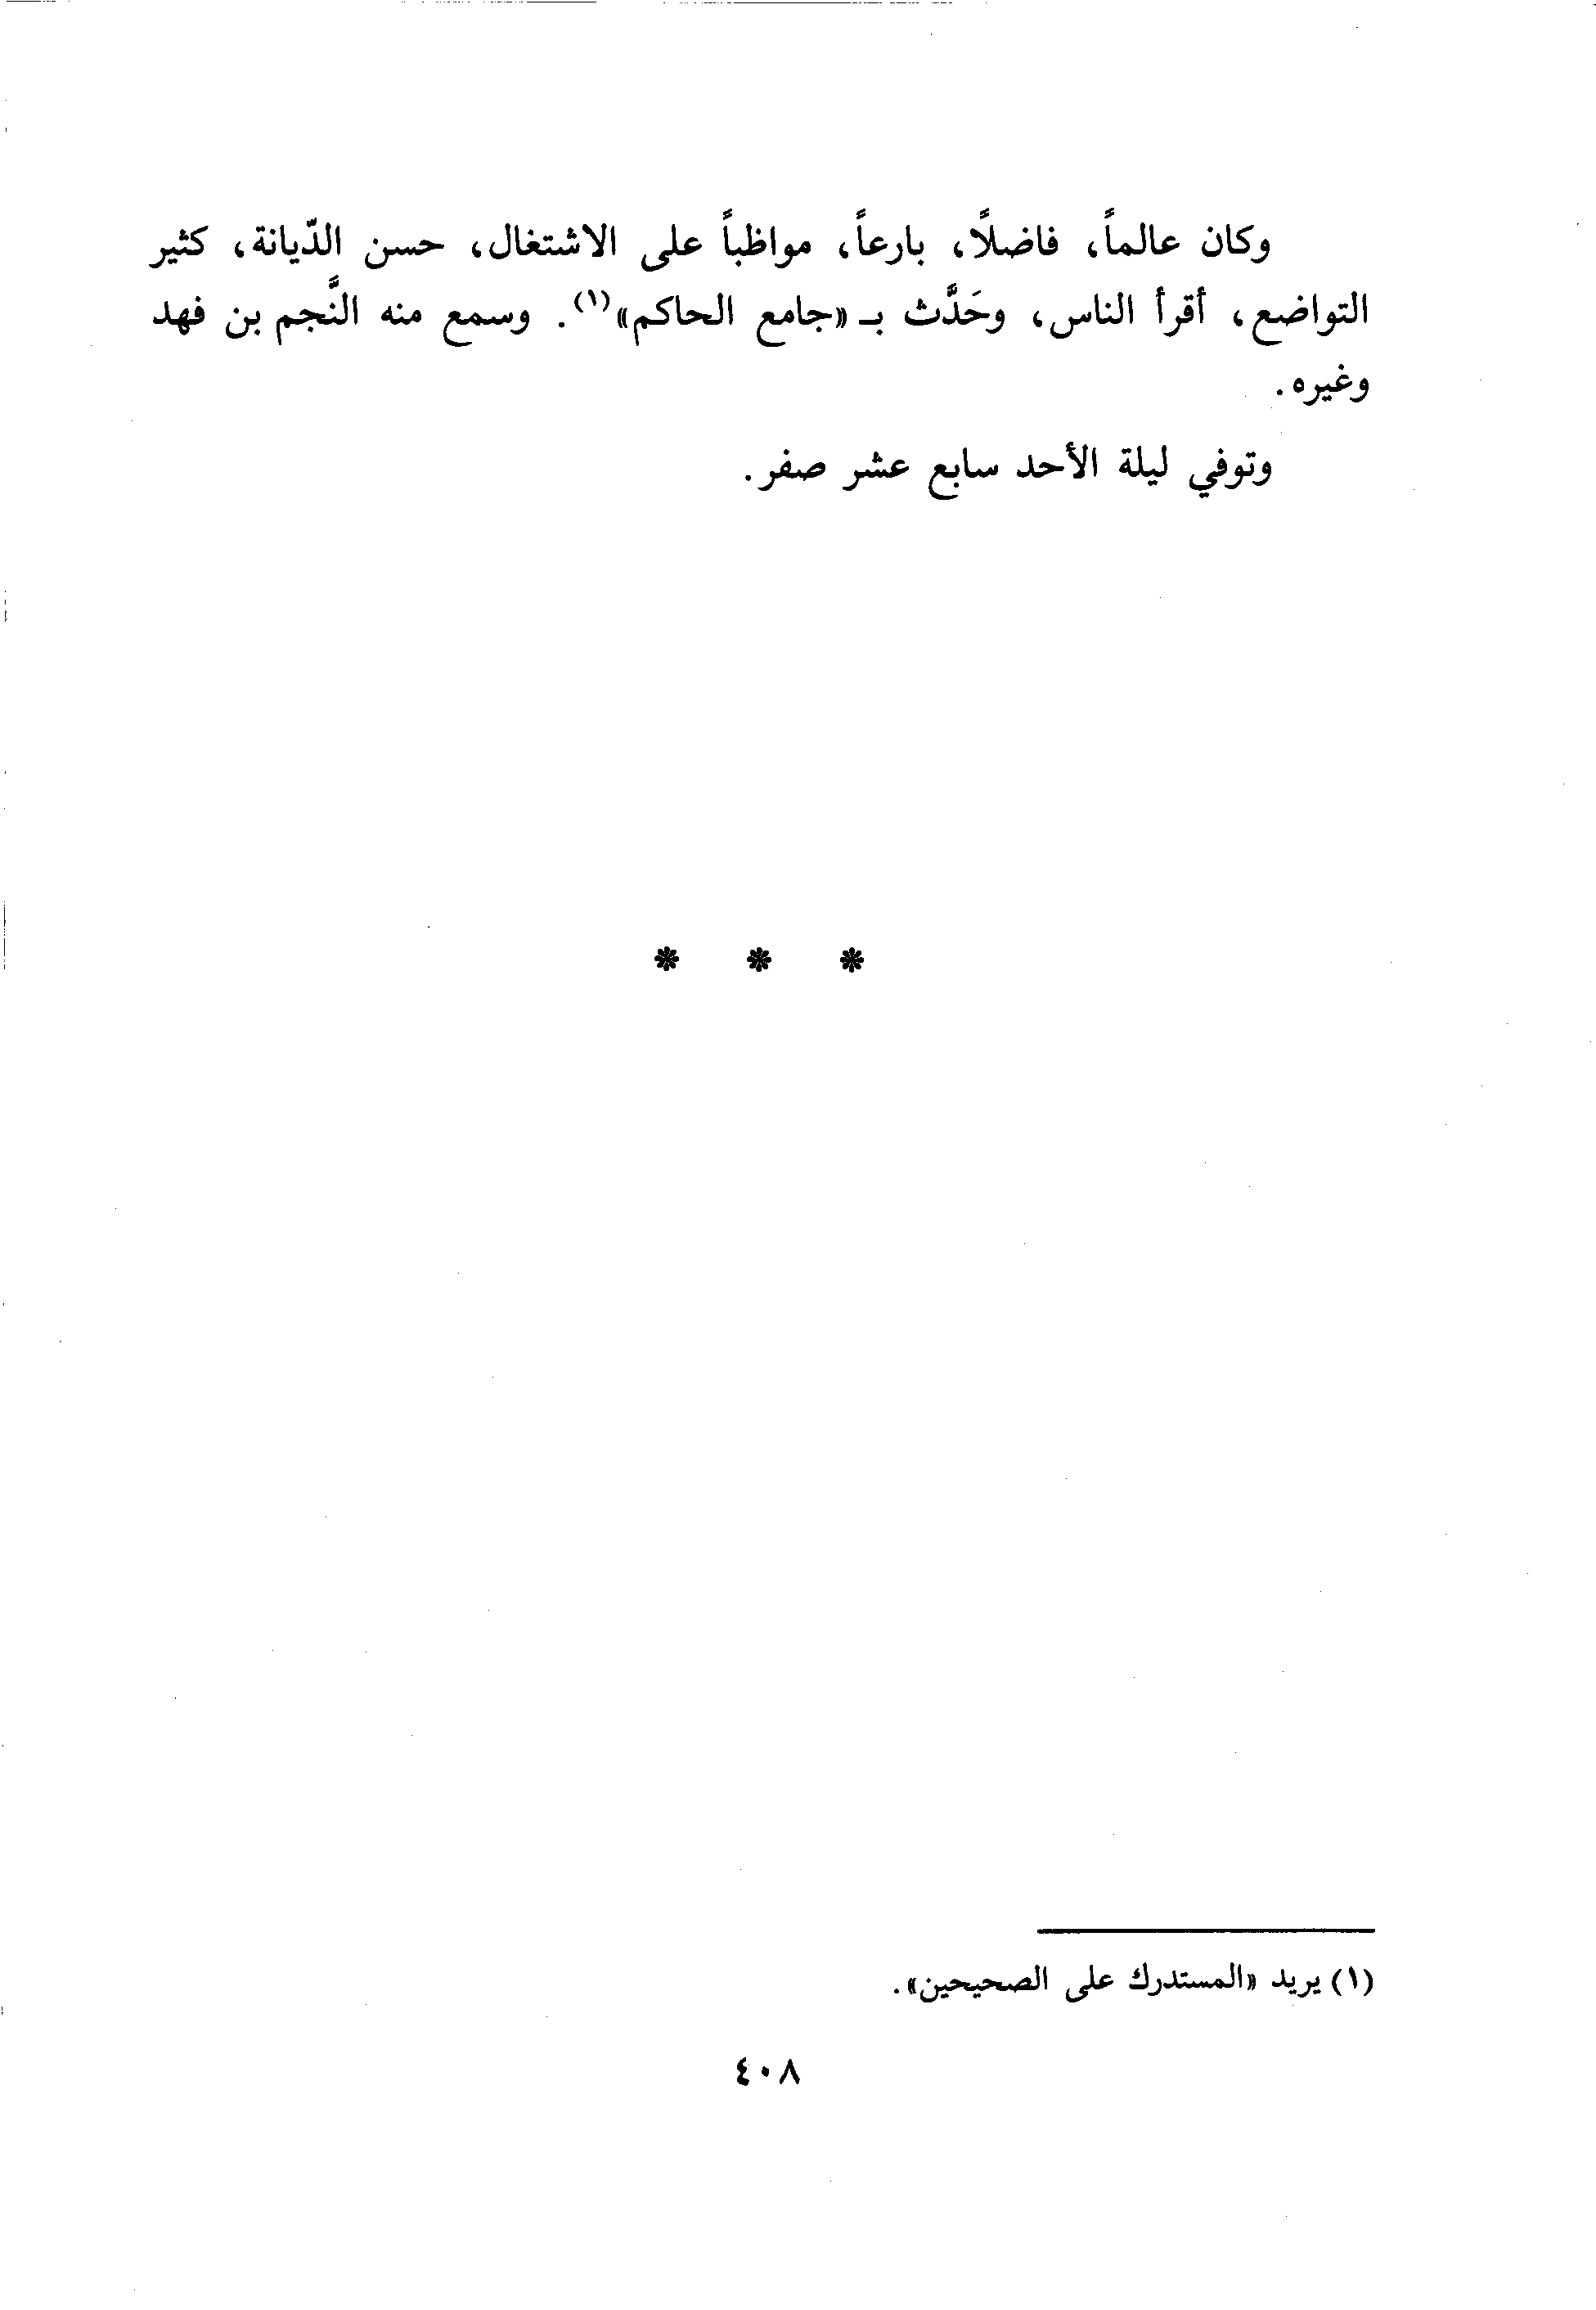 وكان عالماً، فاضلاً، بارعاً، مواظباً على الاشتغال، حسن الدّيانة، كثير
التواضع، أقرأ الناس، وحَدَّث بـ «جامع الحاكم»(١). وسمع منه النَّجم بن فهد
وغيره.
وتوفي ليلة الأحد سابع عشر صفر.
* * *
(١) يريد «المستدرك على الصحيحين».
٤٠٨